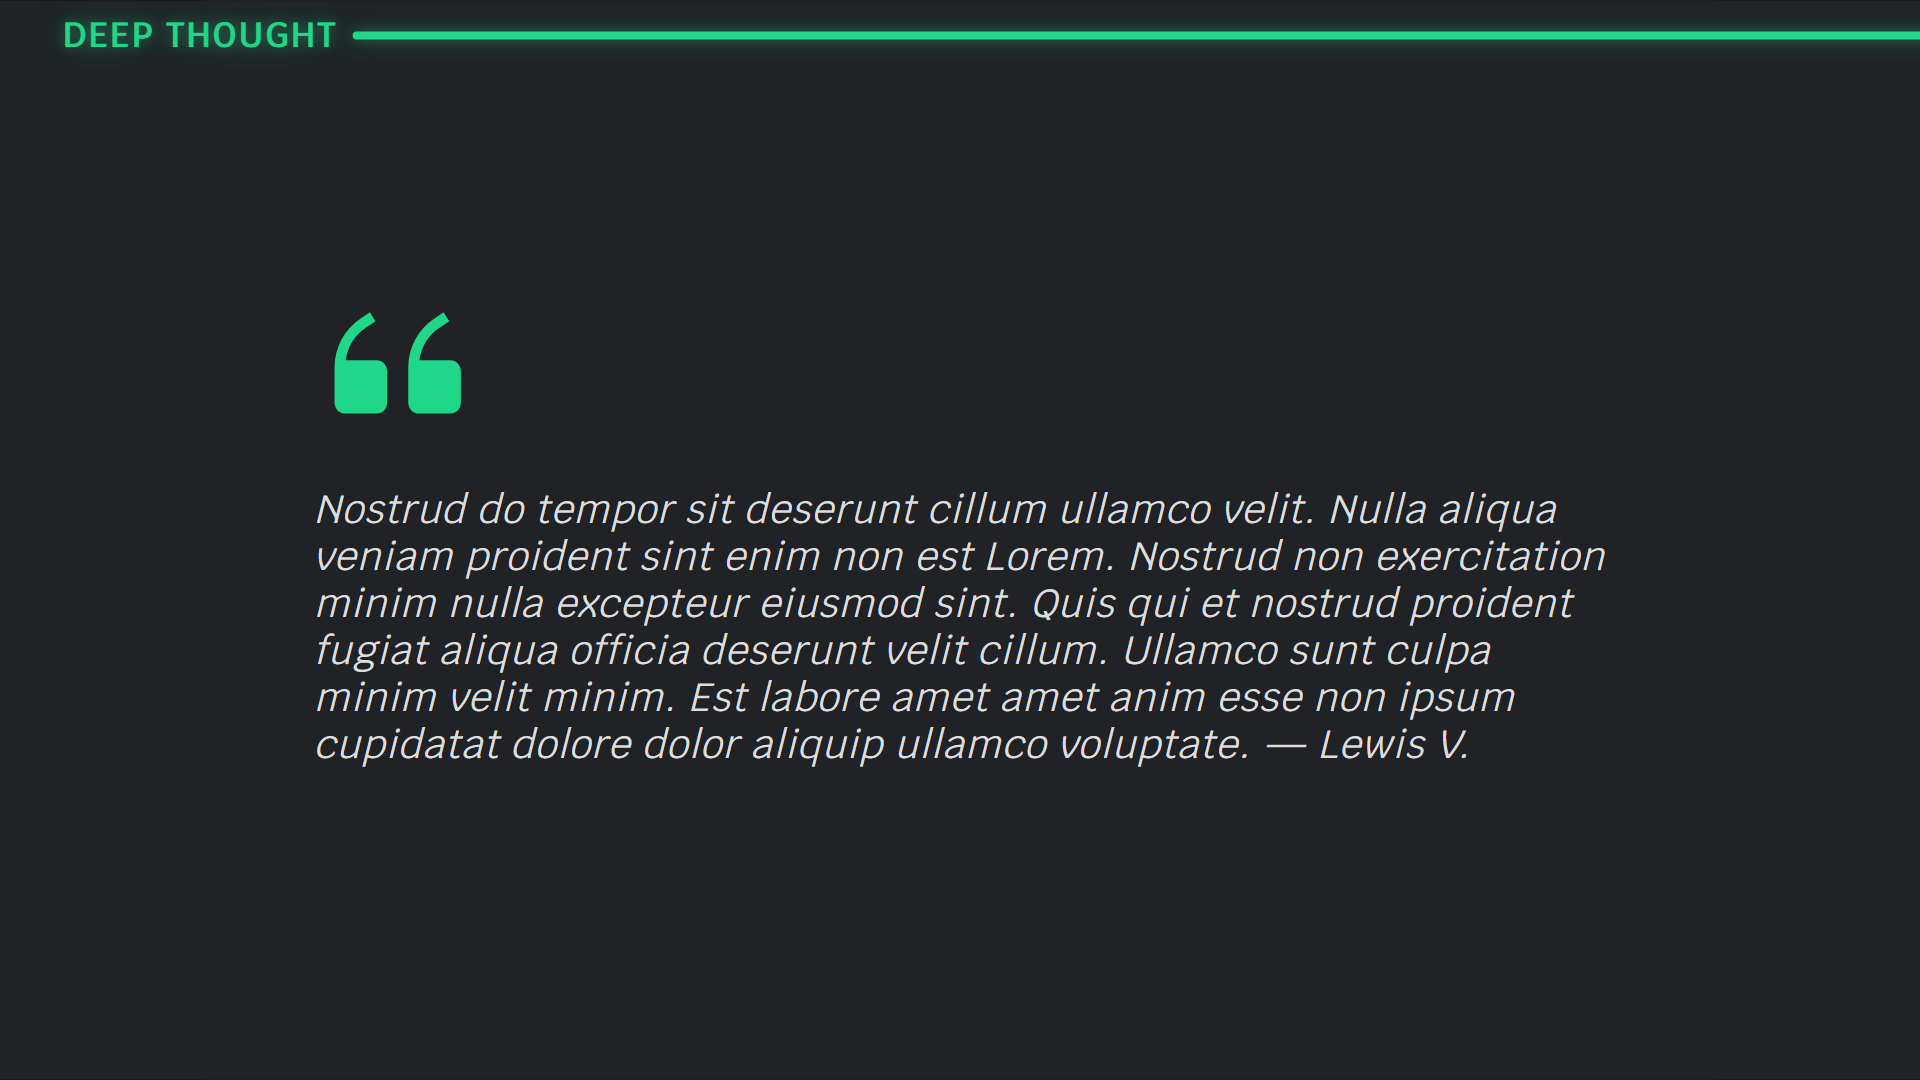 DEEP THOUGHT
Nostrud do tempor sit deserunt cillum ullamco velit. Nulla aliqua
veniam proident sint enim non est Lorem. Nostrud non exercitation
minim nulla excepteur eiusmod sint. Quis qui et nostrud proident
fugiat aliqua officia deserunt velit cillum. Ullamco sunt culpa
minim velit minim. Est labore amet amet anim esse non ipsum
cupidatat dolore dolor aliquip ullamco voluptate. — Lewis V.